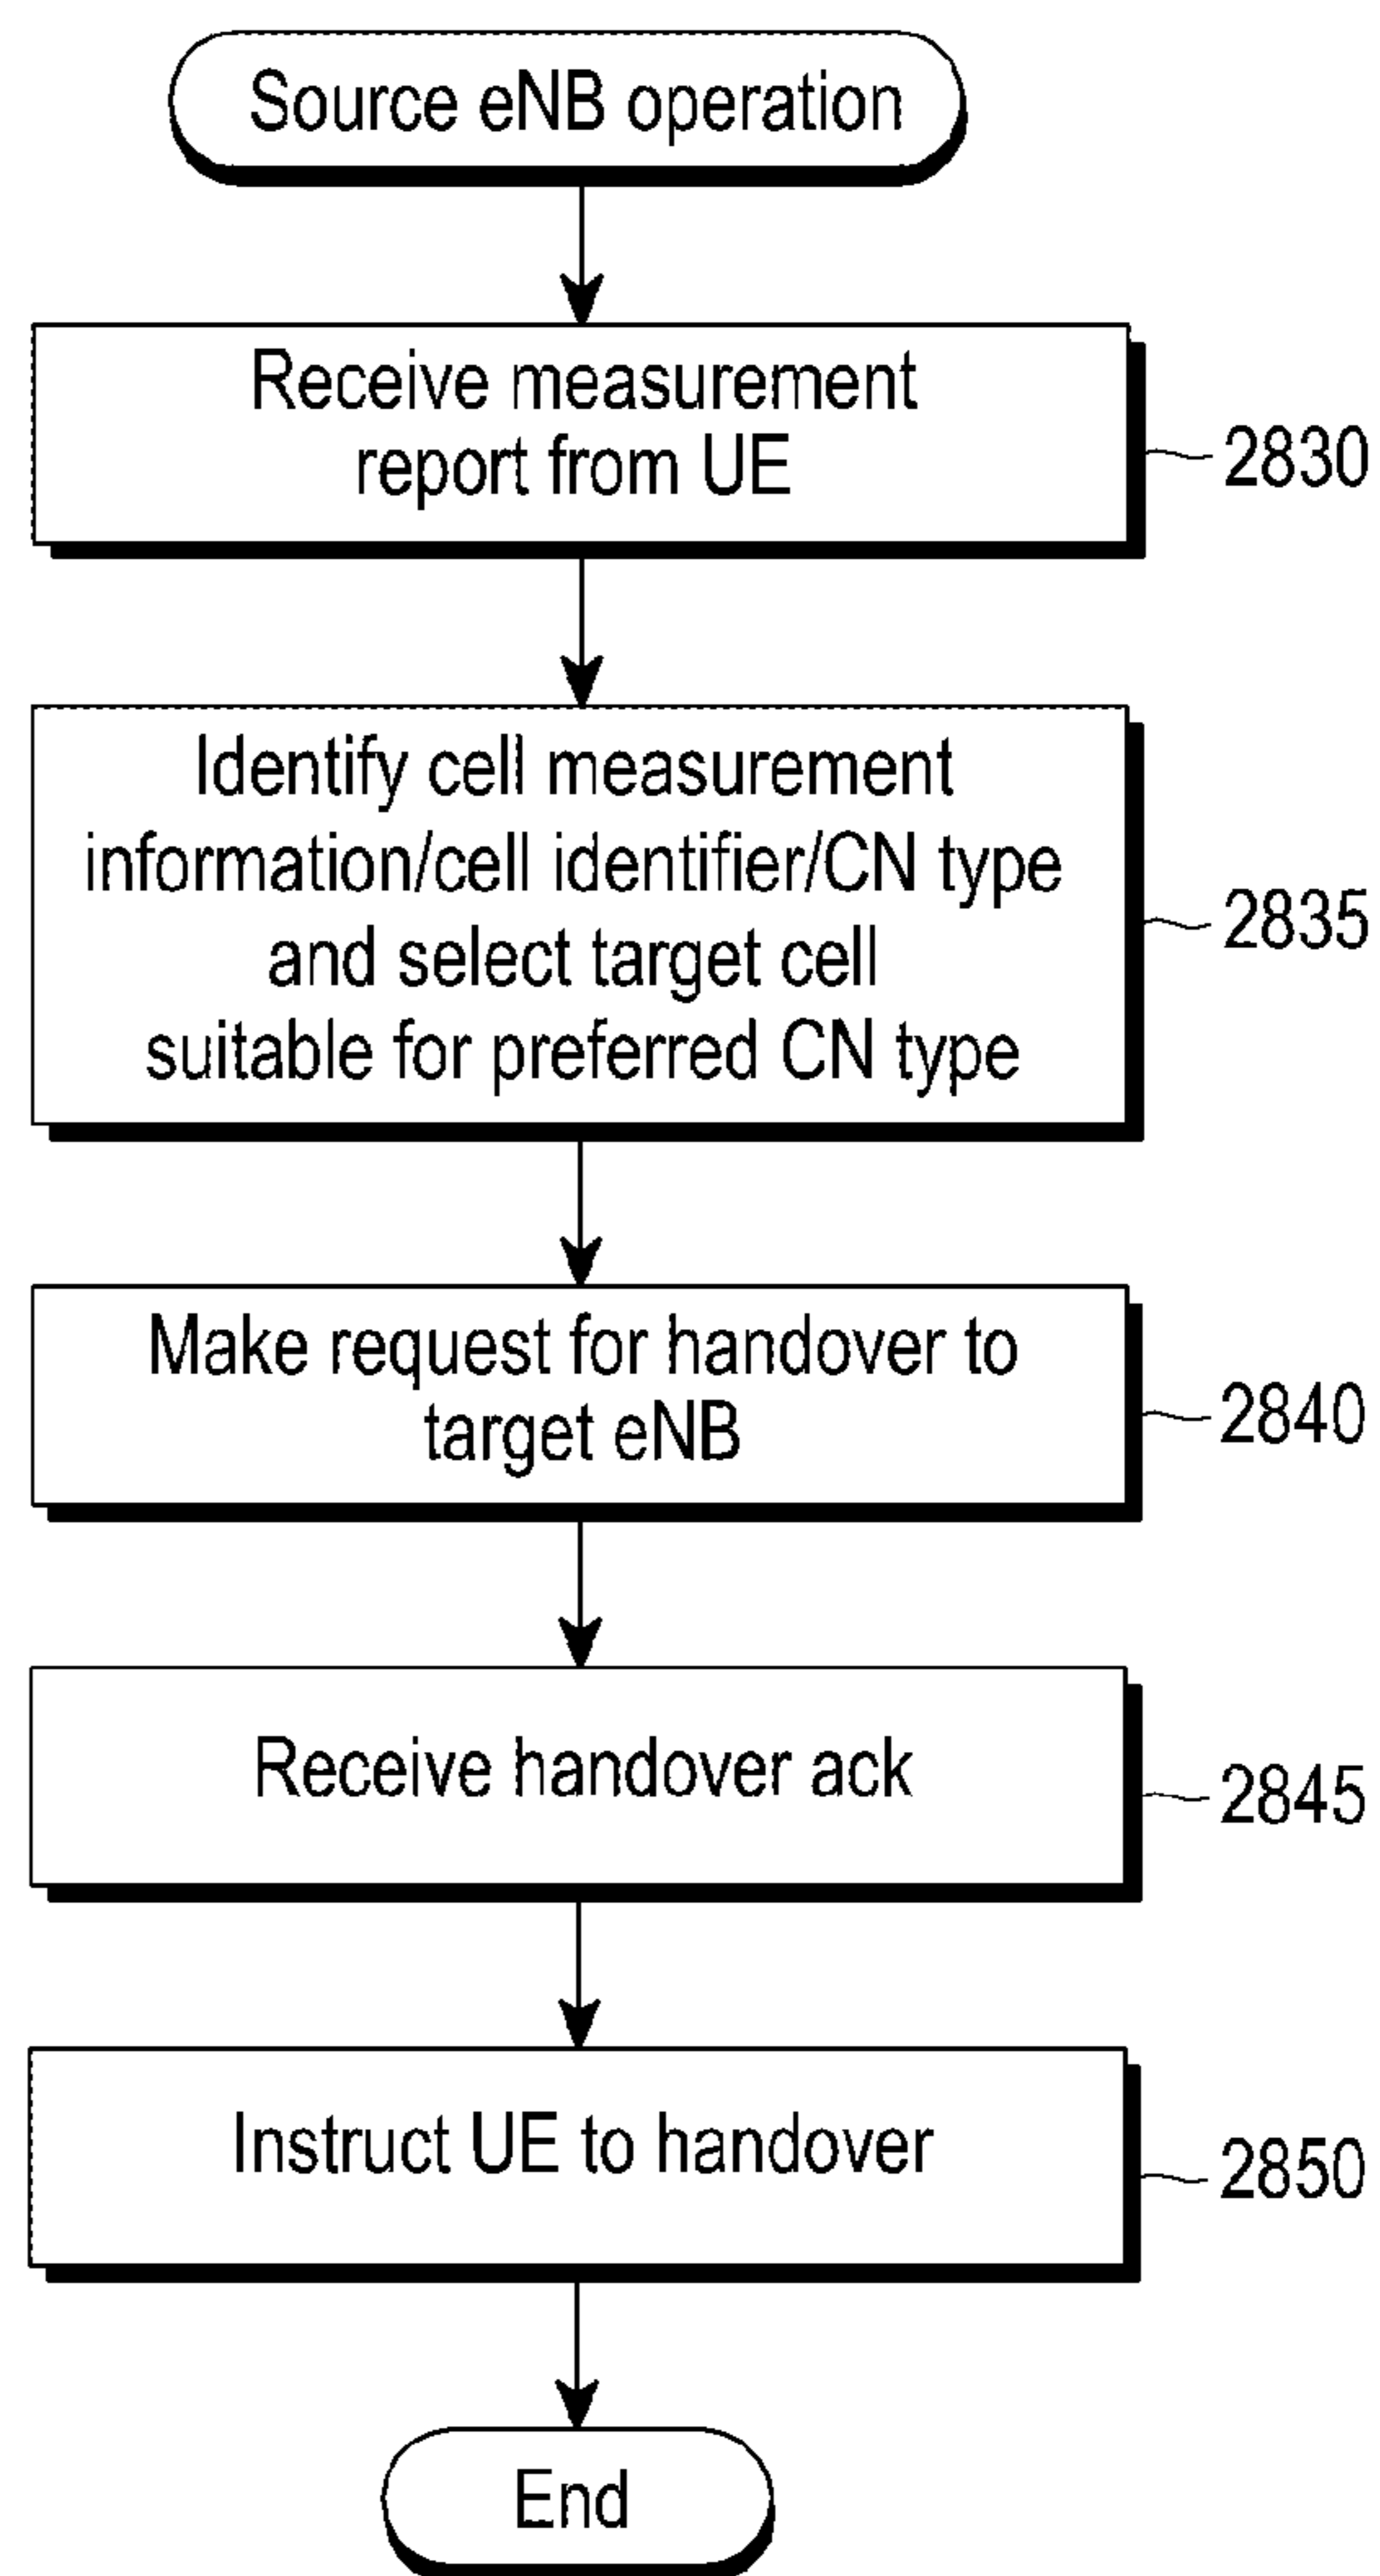 Source eNB operation
Receive measurement
report from UE
2830
Identify cell measurement
information/cell identifier/CN type
and select target cell
suitable for preferred CN type
2835
Make request for handover to
target eNB
2840
Receive handover ack
2845
Instruct UE to handover
2850
End